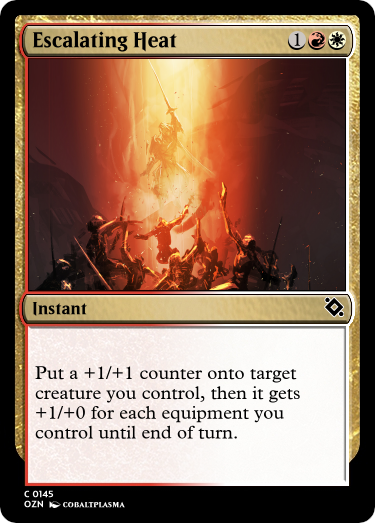 Escalating Heat 1
Instant
Put a +1/+1 counter onto target
creature you control, then it gets
+1/+0 for each equipment you
control until end of turn.
C 0145
OZN COBALTPLASMA